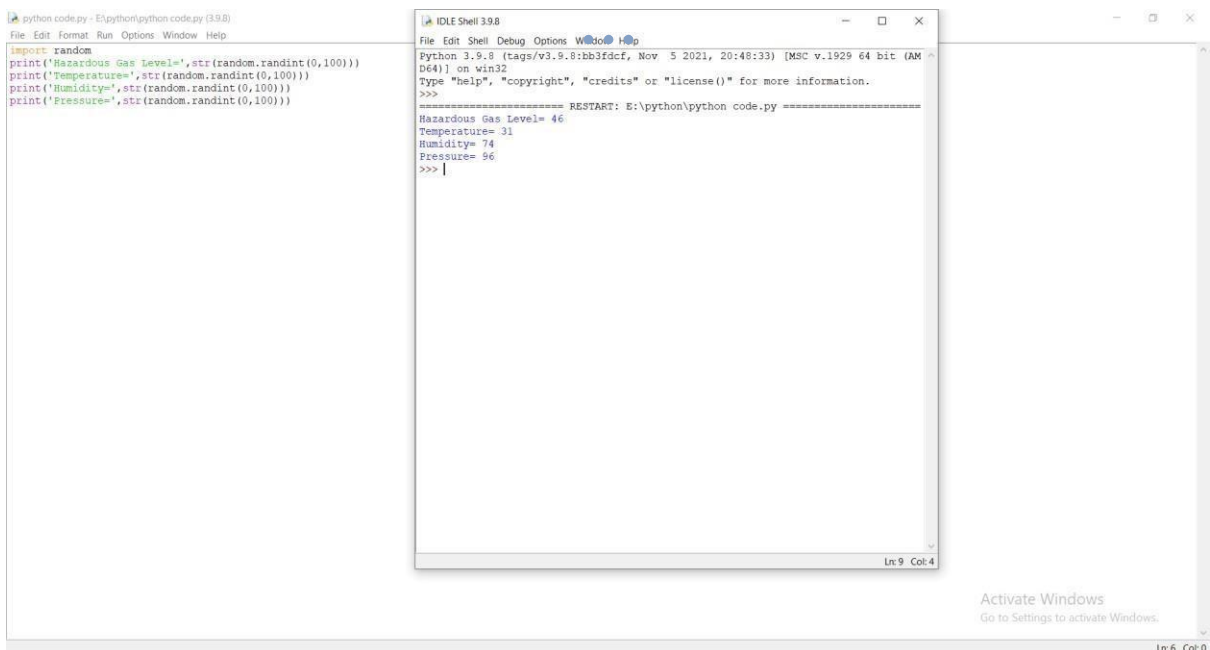 python code.py - E:\python\python code.py (3.9.8)
File Edit Format Run Options Window Help
import random
print('Hazardous Gas Level=',str(random.randint(0,100)))
print('Temperature=',str(random.randint(0,100)))
print('Humidity=',str(random.randint(0,100)))
print('Pressure=',str(random.randint(0,100)))
IDLE Shell 3.9.8
File Edit Shell Debug Options Window Help
Python 3.9.8 (tags/v3.9.8:bb3fdcf, Nov  5 2021, 20:48:33) [MSC v.1929 64 bit (AM
D64)] on win32
Type "help", "copyright", "credits" or "license()" for more information.
>>>
====================== RESTART: E:\python\python code.py ======================
Hazardous Gas Level= 46
Temperature= 31
Humidity= 74
Pressure= 96
>>>
Ln: 9 Col: 4
Activate Windows
Go to Settings to activate Windows.
Ln: 6 Col: 0